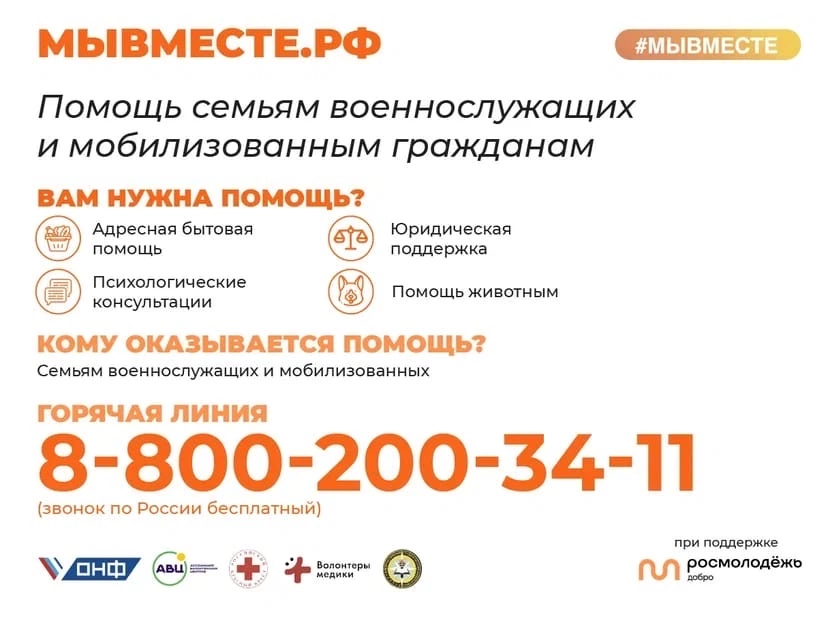 МЫВМЕСТЕ.РФ
#МЫВМЕСТЕ
Помощь семьям военнослужащих
и мобилизованным гражданам
ВАМ НУЖНА ПОМОЩЬ?
Адресная бытовая
помощь
Юридическая
поддержка
Психологические
консультации
Помощь животным
КОМУ ОКАЗЫВАЕТСЯ ПОМОЩЬ?
Семьям военнослужащих и мобилизованных
ГОРЯЧАЯ ЛИНИЯ
8-800-200-34-11
(звонок по России бесплатный)
при поддержке
ОНФ
АВЦ
Волонтеры
медики
росмолодёжь
добро